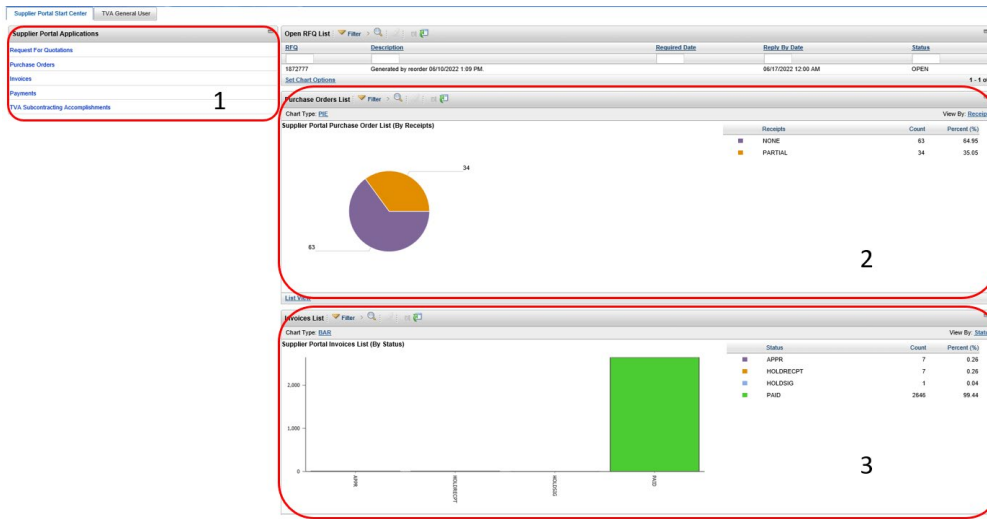 Supplier Portal Start Center TVA General User
Supplier Portal Applications
Request For Quotations
Purchase Orders
Invoices
Payments
TVA Subcontracting Accomplishments
1
Open RFQ List Filter
RFQ Description Required Date Reply By Date Status
1872777 Generated by reorder 06/10/2022 1:09 PM. 06/17/2022 12:00 AM OPEN
Set Chart Options 1 - 1 o
Purchase Orders List Filter
Chart Type: PIE View By: Receip
Supplier Portal Purchase Order List (By Receipts)
Receipts Count Percent (%)
NONE 63 64.95
PARTIAL 34 35.05
34
63
2
List View
Invoices List Filter
Chart Type: BAR View By: Statu
Supplier Portal Invoices List (By Status)
Status Count Percent (%)
APPR 7 0.26
HOLDRECPT 7 0.26
HOLDSIG 1 0.04
PAID 2646 99.44
2,000
1,000
0
APPR HOLDRECPT HOLDSIG PAID
3